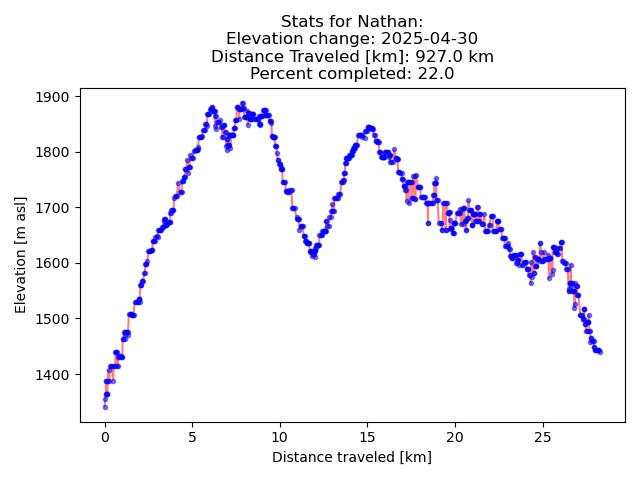 Stats for Nathan:
Elevation change: 2025-04-30
Distance Traveled [km]: 927.0 km
Percent completed: 22.0
1900
1800
1700
1600
1500
1400
Elevation [m asl]
0 5 10 15 20 25
Distance traveled [km]